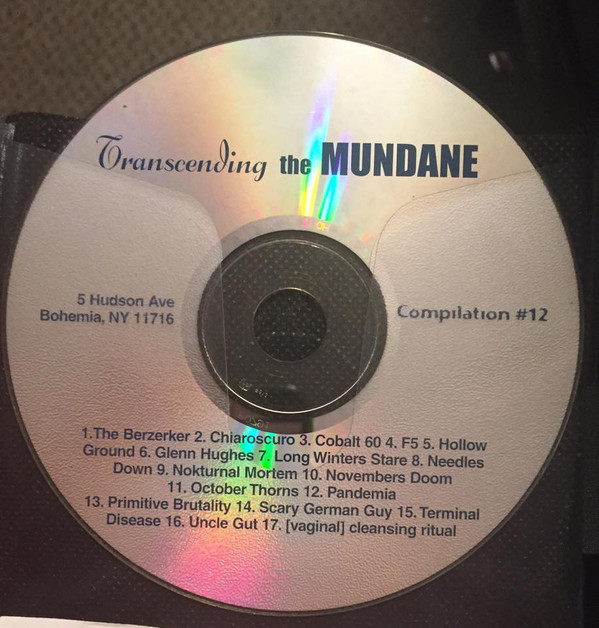 Transcending the MUNDANE
5 Hudson Ave
Bohemia, NY 11716
Compilation #12
1.The Berzerker 2. Chiaroscuro 3. Cobalt 60 4. F5 5. Hollow
Ground 6. Glenn Hughes 7. Long Winters Stare 8. Needles
Down 9. Nokturnal Mortem 10. Novembers Doom
11. October Thorns 12. Pandemia
13. Primitive Brutality 14. Scary German Guy 15. Terminal
Disease 16. Uncle Gut 17. [vaginal] cleansing ritual